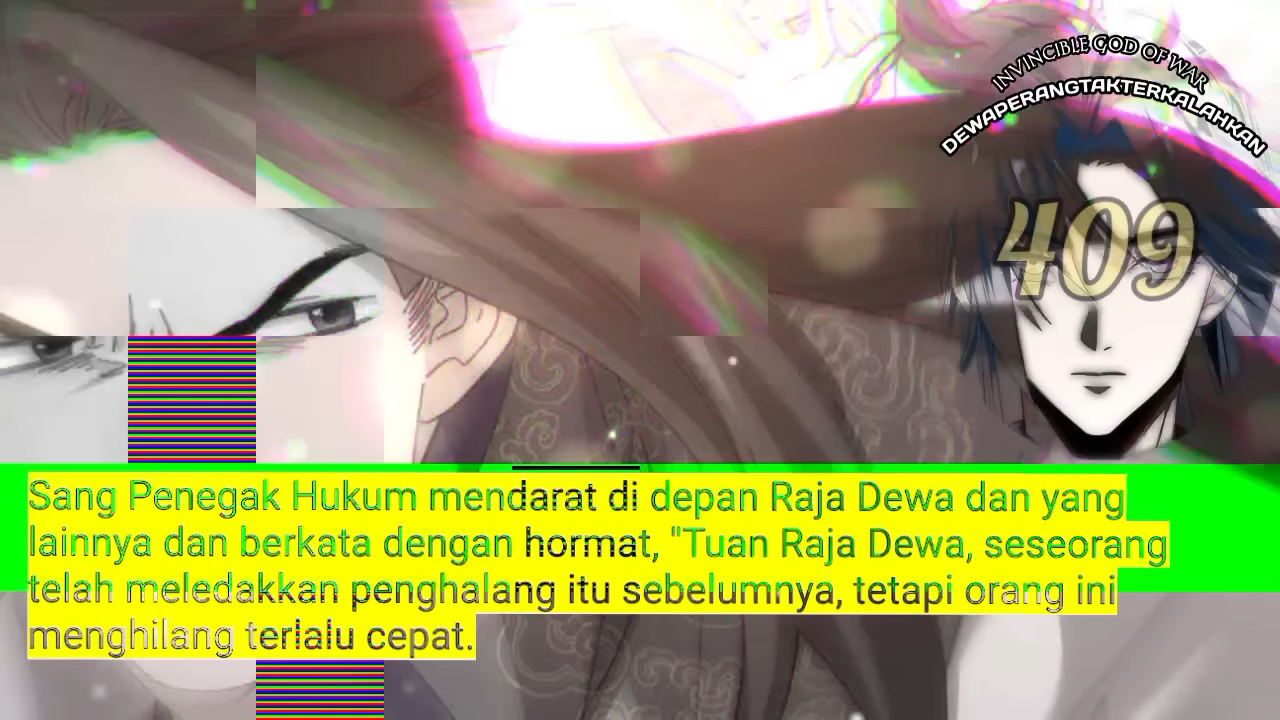 INVINCIBLE GOD OF WAR
DEWAPERANGTAKTERKALAHKAN
409
Sang Penegak Hukum mendarat di depan Raja Dewa dan yang
lainnya dan berkata dengan hormat, "Tuan Raja Dewa, seseorang
telah meledakkan penghalang itu sebelumnya, tetapi orang ini
menghilang terlalu cepat.